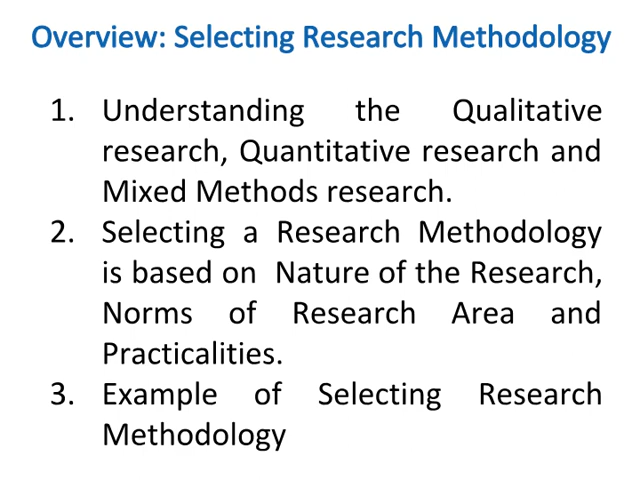 Overview: Selecting Research Methodology
1. Understanding the Qualitative
research, Quantitative research and
Mixed Methods research.
2. Selecting a Research Methodology
is based on Nature of the Research,
Norms of Research Area and
Practicalities.
3. Example of Selecting Research
Methodology